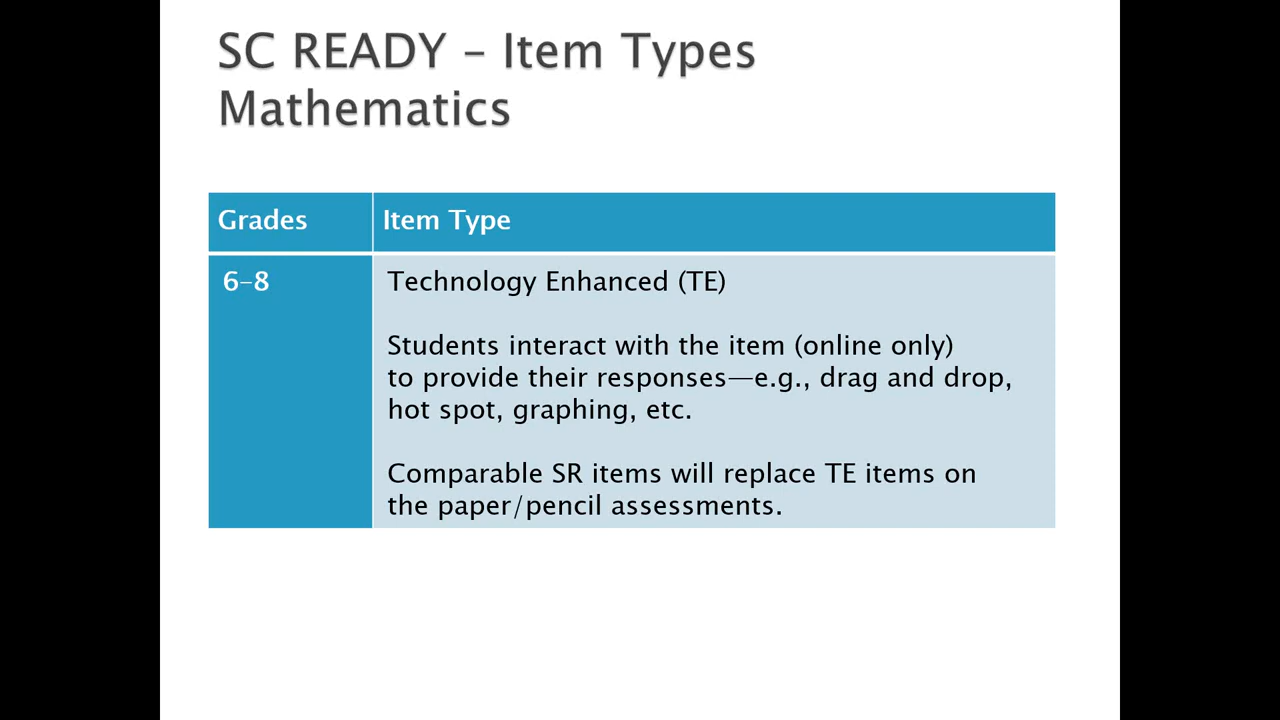 SC READY – Item Types
Mathematics
Grades
Item Type
6–8
Technology Enhanced (TE)
Students interact with the item (online only)
to provide their responses—e.g., drag and drop,
hot spot, graphing, etc.
Comparable SR items will replace TE items on
the paper/pencil assessments.